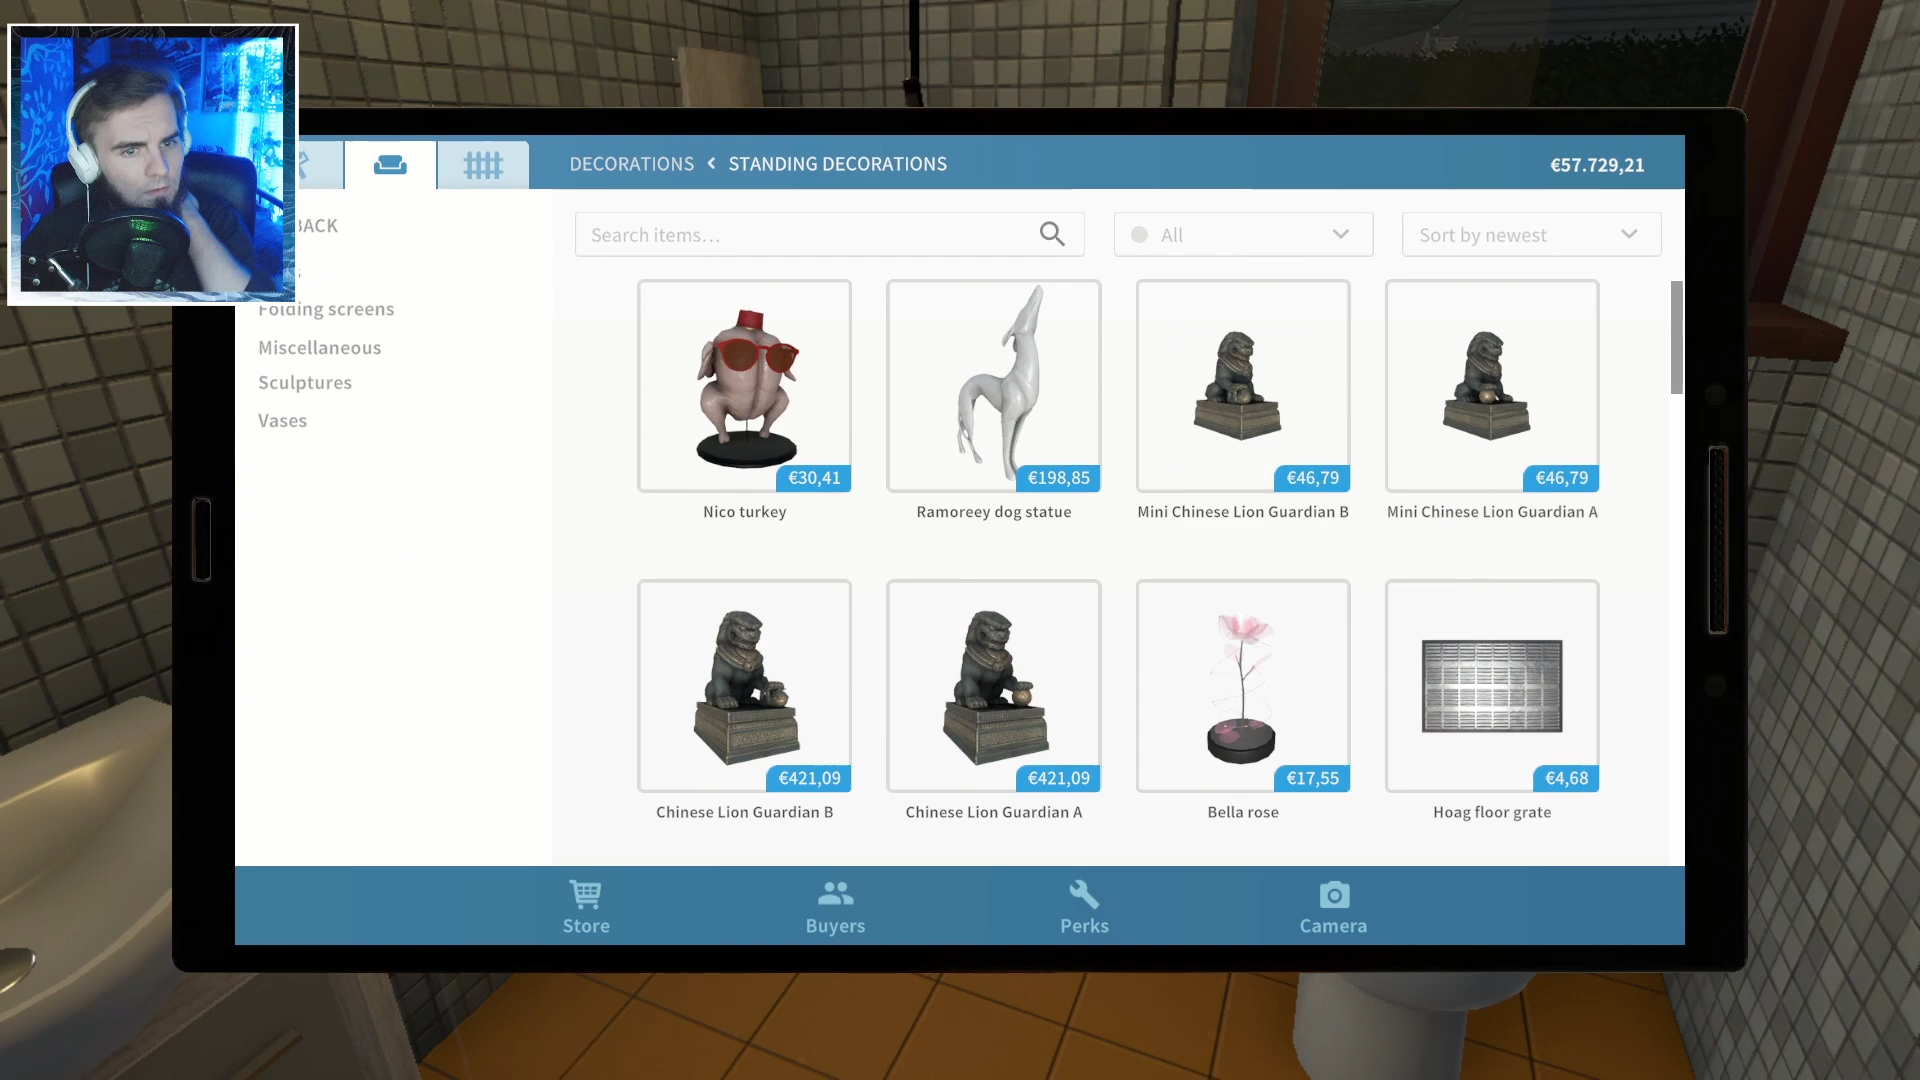 DECORATIONS < STANDING DECORATIONS
€57.729,21
BACK
Search items...
All
Sort by newest
Folding screens
Miscellaneous
Sculptures
Vases
€30,41
€198,85
€46,79
€46,79
Nico turkey
Ramoreey dog statue
Mini Chinese Lion Guardian B
Mini Chinese Lion Guardian A
€421,09
€421,09
€17,55
€4,68
Chinese Lion Guardian B
Chinese Lion Guardian A
Bella rose
Hoag floor grate
Store
Buyers
Perks
Camera